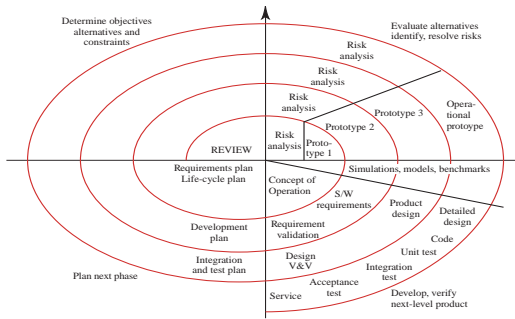 Determine objectives
alternatives and
constraints
Evaluate alternatives
identify, resolve risks
Risk
analysis
Risk
analysis
Risk
analysis
Risk
analysis
REVIEW
Proto-
type 1
Prototype 2
Prototype 3
Opera-
tional
protoype
Requirements plan
Life-cycle plan
Concept of
Operation
Simulations, models, benchmarks
S/W
requirements
Product
design
Detailed
design
Development
plan
Requirement
validation
Code
Unit test
Integration
and test plan
Design
V&V
Integration
test
Plan next phase
Acceptance
test
Service
Develop, verify
next-level product